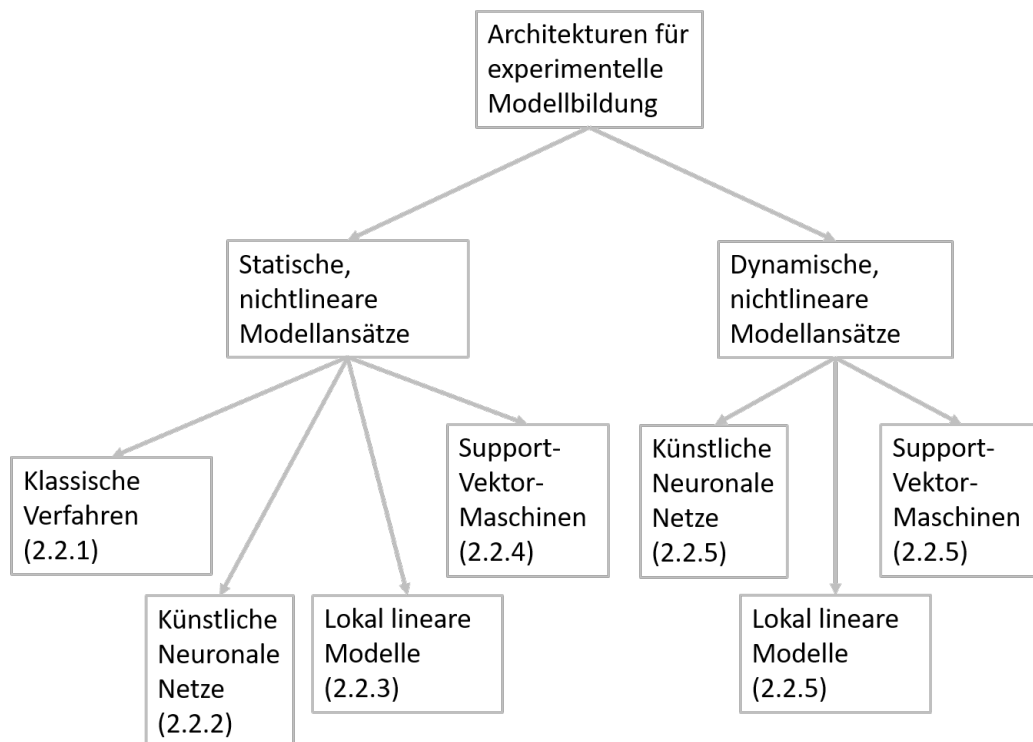 Architekturen für
experimentelle
Modellbildung
Statische,
nichtlineare
Modellansätze
Dynamische,
nichtlineare
Modellansätze
Klassische
Verfahren
(2.2.1)
Künstliche
Neuronale
Netze
(2.2.2)
Lokal lineare
Modelle
(2.2.3)
Support-
Vektor-
Maschinen
(2.2.4)
Künstliche
Neuronale
Netze
(2.2.5)
Lokal lineare
Modelle
(2.2.5)
Support-
Vektor-
Maschinen
(2.2.5)